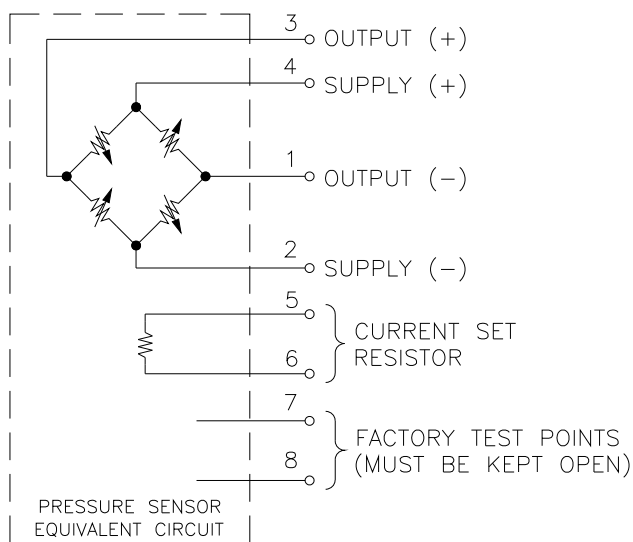 3 OUTPUT (+)
4 SUPPLY (+)
1 OUTPUT (-)
2 SUPPLY (-)
5
CURRENT SET
RESISTOR
6
7
FACTORY TEST POINTS
(MUST BE KEPT OPEN)
8
PRESSURE SENSOR
EQUIVALENT CIRCUIT